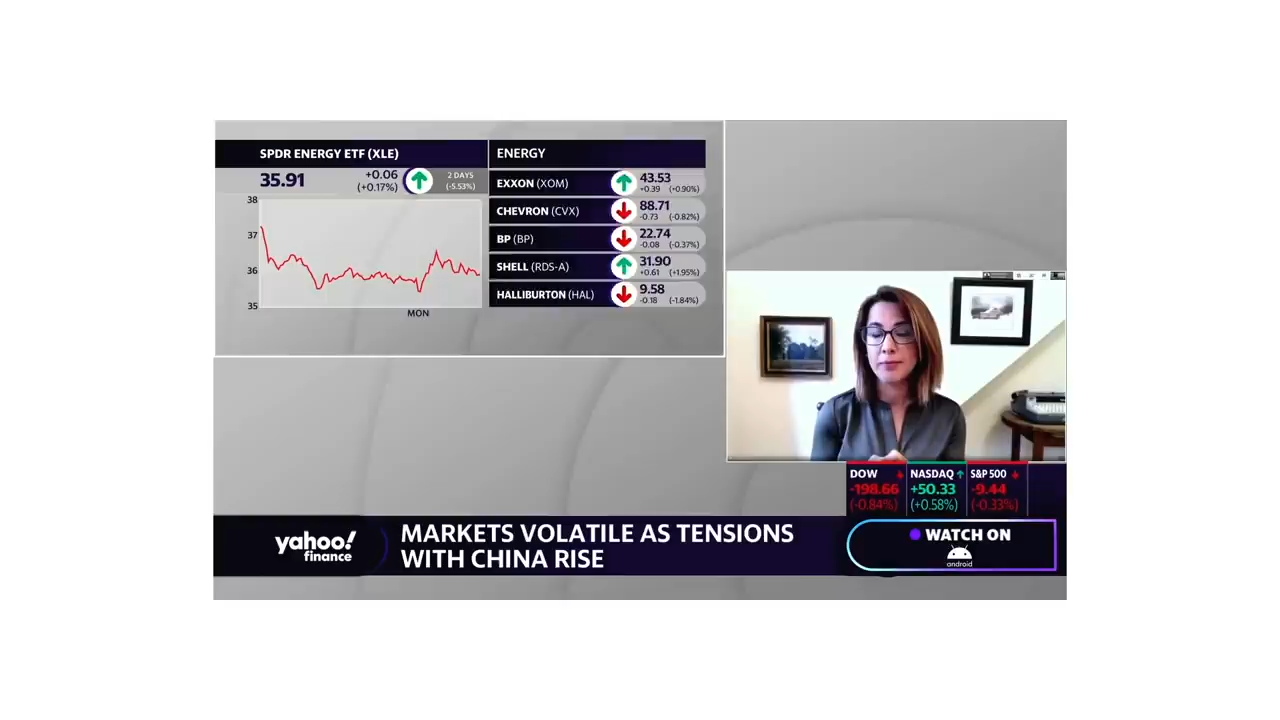 SPDR ENERGY ETF (XLE)
35.91
+0.06
(+0.17%)
2 DAYS
(-5.53%)
38
37
36
35
MON
ENERGY
EXXON (XOM) 43.53
+0.39 (+0.90%)
CHEVRON (CVX) 88.71
-0.73 (-0.82%)
BP (BP) 22.74
-0.08 (-0.37%)
SHELL (RDS-A) 31.90
+0.61 (+1.95%)
HALLIBURTON (HAL) 9.58
-0.18 (-1.84%)
DOW
-198.66
(-0.84%)
NASDAQ
+50.33
(+0.58%)
S&P 500
-9.44
(-0.33%)
yahoo!
finance
MARKETS VOLATILE AS TENSIONS
WITH CHINA RISE
WATCH ON
android